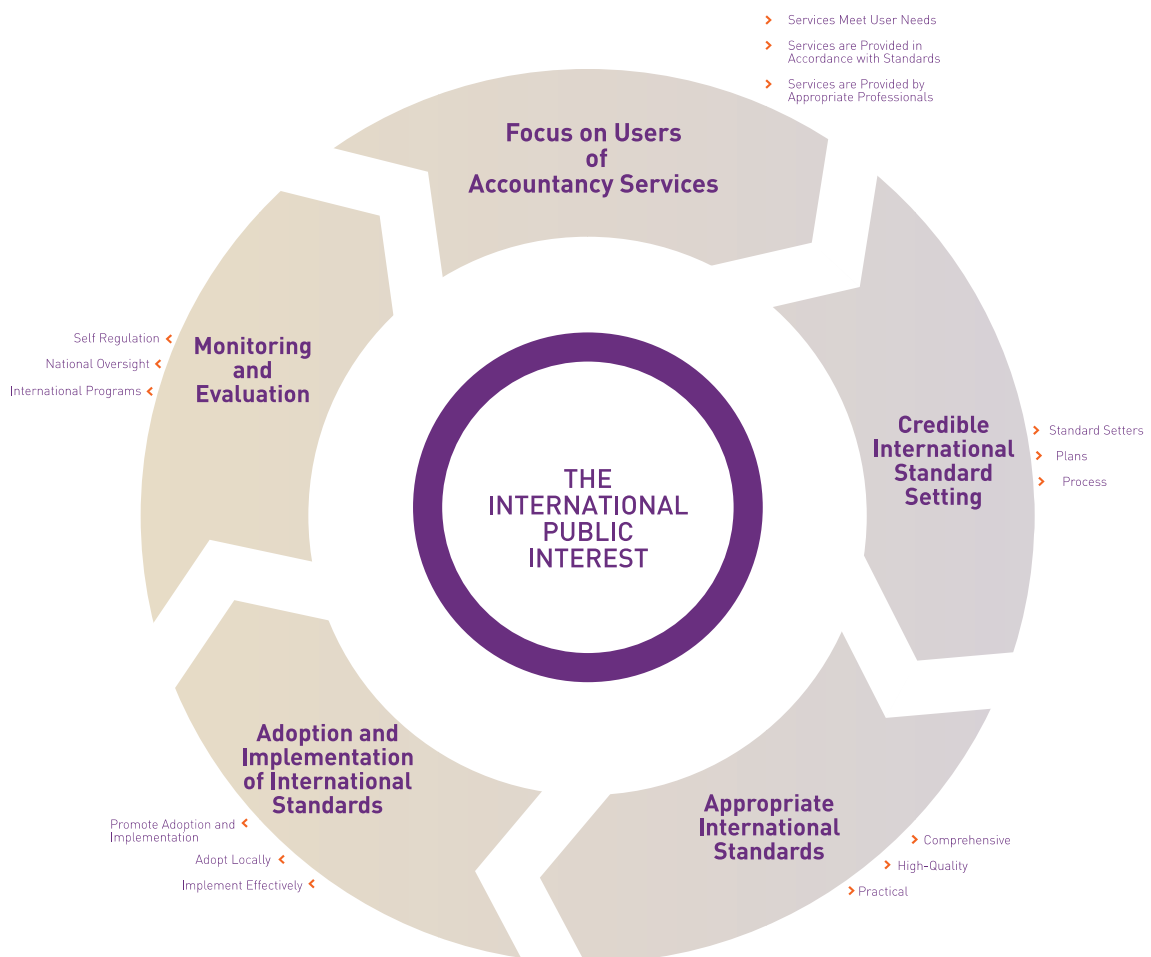 Services Meet User Needs
Services are Provided in
Accordance with Standards
Services are Provided by
Appropriate Professionals
Focus on Users
of
Accountancy Services
Credible
International
Standard
Setting
Standard Setters
Plans
Process
Appropriate
International
Standards
Comprehensive
High-Quality
Practical
Adoption and
Implementation
of International
Standards
Promote Adoption and
Implementation
Adopt Locally
Implement Effectively
Monitoring
and
Evaluation
Self Regulation
National Oversight
International Programs
THE
INTERNATIONAL
PUBLIC
INTEREST